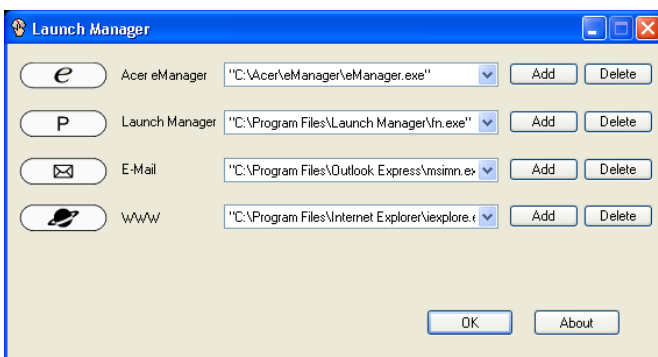 Launch Manager
e Acer eManager "C:\Acer\eManager\eManager.exe" Add Delete
P Launch Manager "C:\Program Files\Launch Manager\fn.exe" Add Delete
E-Mail "C:\Program Files\Outlook Express\msimn.ex Add Delete
WWW "C:\Program Files\Internet Explorer\iexplore.e Add Delete
OK About